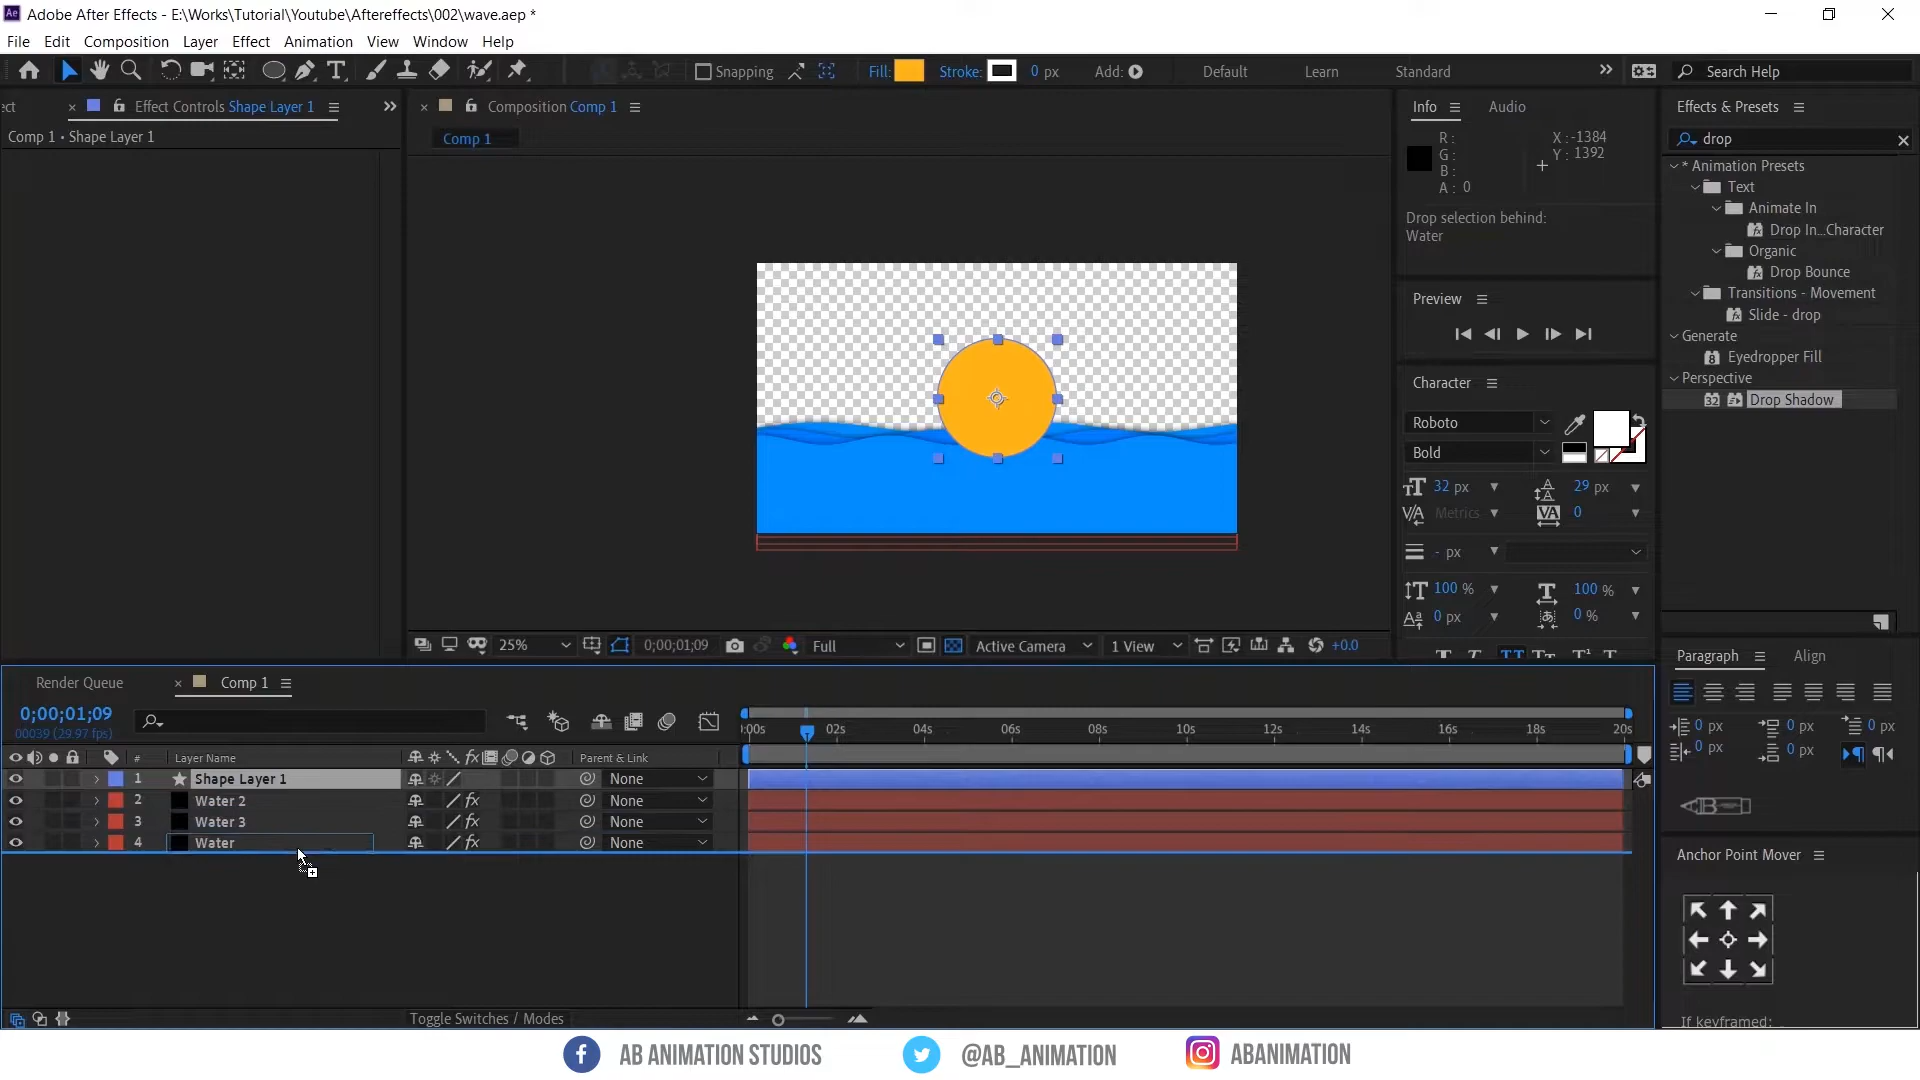 Adobe After Effects - E:\Works\Tutorial\Youtube\Aftereffects\002\wave.aep *
File Edit Composition Layer Effect Animation View Window Help
Snapping Fill: Stroke: 0 px Add: Default Learn Standard Search Help
ect Effect Controls Shape Layer 1
Comp 1 • Shape Layer 1
Composition Comp 1
Comp 1
Info Audio
R :
G :
B :
A : 0
X : -1384
Y : 1392
Drop selection behind:
Water
Preview
Character
Roboto
Bold
32 px 29 px
Metrics 0
- px
100 % 100 %
0 px 0 %
Effects & Presets
drop
* Animation Presets
Text
Animate In
Drop In...Character
Organic
Drop Bounce
Transitions - Movement
Slide - drop
Generate
Eyedropper Fill
Perspective
Drop Shadow
25% 0;00;01;09 Full Active Camera 1 View +0.0
Paragraph Align
0 px 0 px 0 px
0 px 0 px
Anchor Point Mover
If keyframed:
Render Queue Comp 1
0;00;01;09
00039 (29.97 fps)
:00s 02s 04s 06s 08s 10s 12s 14s 16s 18s 20s
# Layer Name Parent & Link
1 Shape Layer 1 None
2 Water 2 None
3 Water 3 None
4 Water None
Toggle Switches / Modes
AB ANIMATION STUDIOS @AB_ANIMATION ABANIMATION